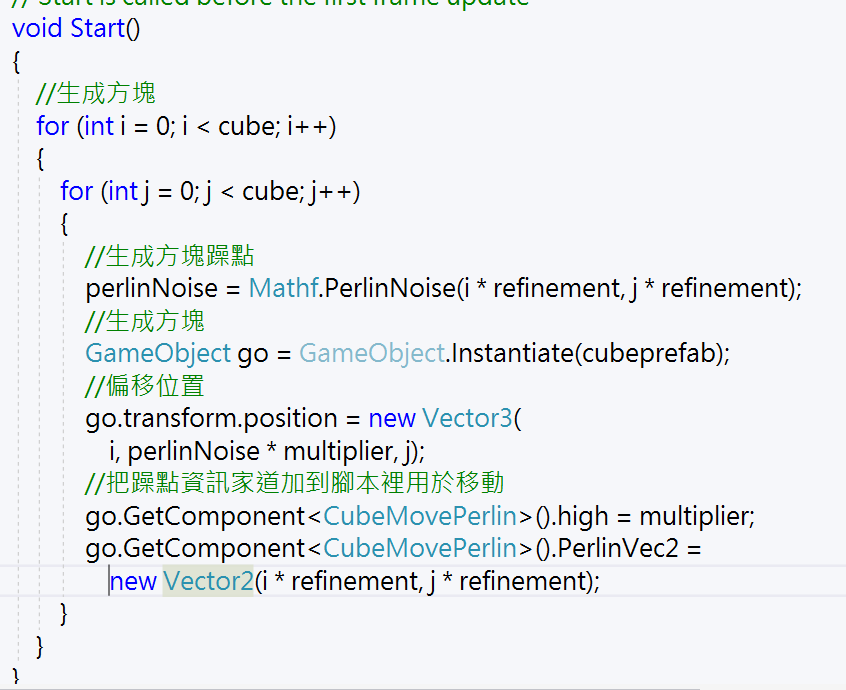 // Start is called before the first frame update
void Start()
{
//生成方塊
for (int i = 0; i < cube; i++)
{
for (int j = 0; j < cube; j++)
{
//生成方塊躁點
perlinNoise = Mathf.PerlinNoise(i * refinement, j * refinement);
//生成方塊
GameObject go = GameObject.Instantiate(cubeprefab);
//偏移位置
go.transform.position = new Vector3(
i, perlinNoise * multiplier, j);
//把躁點資訊家道加到腳本裡用於移動
go.GetComponent<CubeMovePerlin>().high = multiplier;
go.GetComponent<CubeMovePerlin>().PerlinVec2 =
new Vector2(i * refinement, j * refinement);
}
}
}